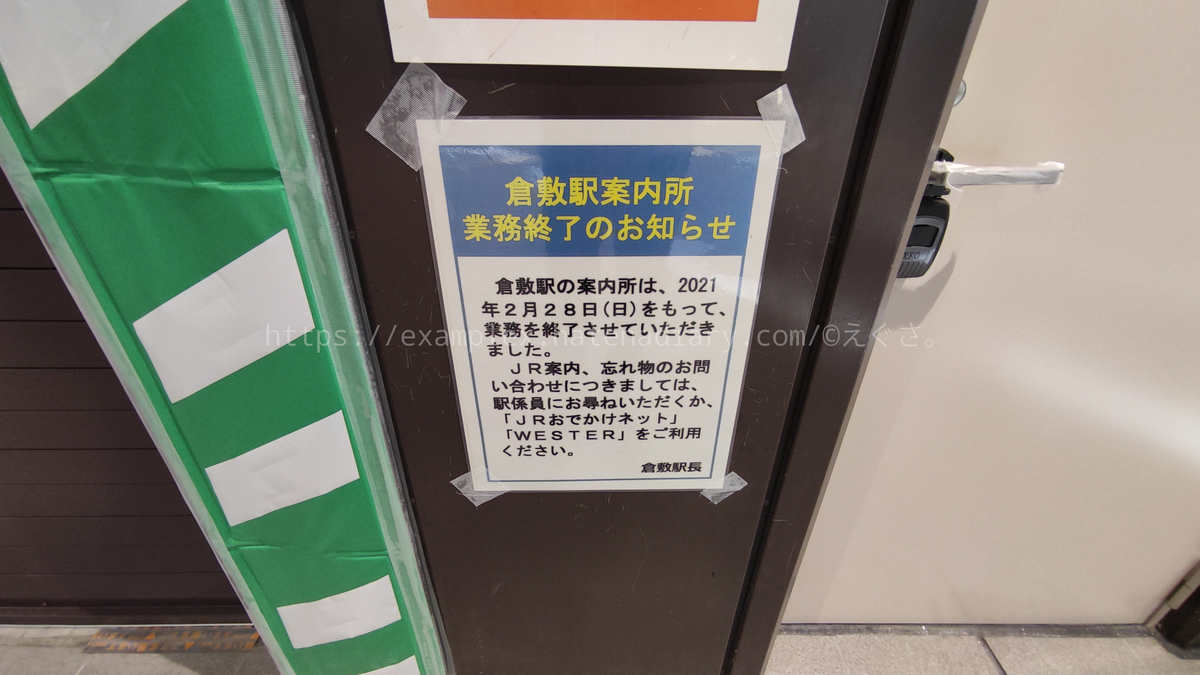 倉敷駅案内所
業務終了のお知らせ
倉敷駅の案内所は、2021
年2月28日(日)をもって、
業務を終了させていただき
ました。
JR案内、忘れ物のお問
い合わせにつきましては、
駅係員にお尋ねいただくか、
「JRおでかけネット」
「WESTER」をご利用
ください。
倉敷駅長
©えぐさ。